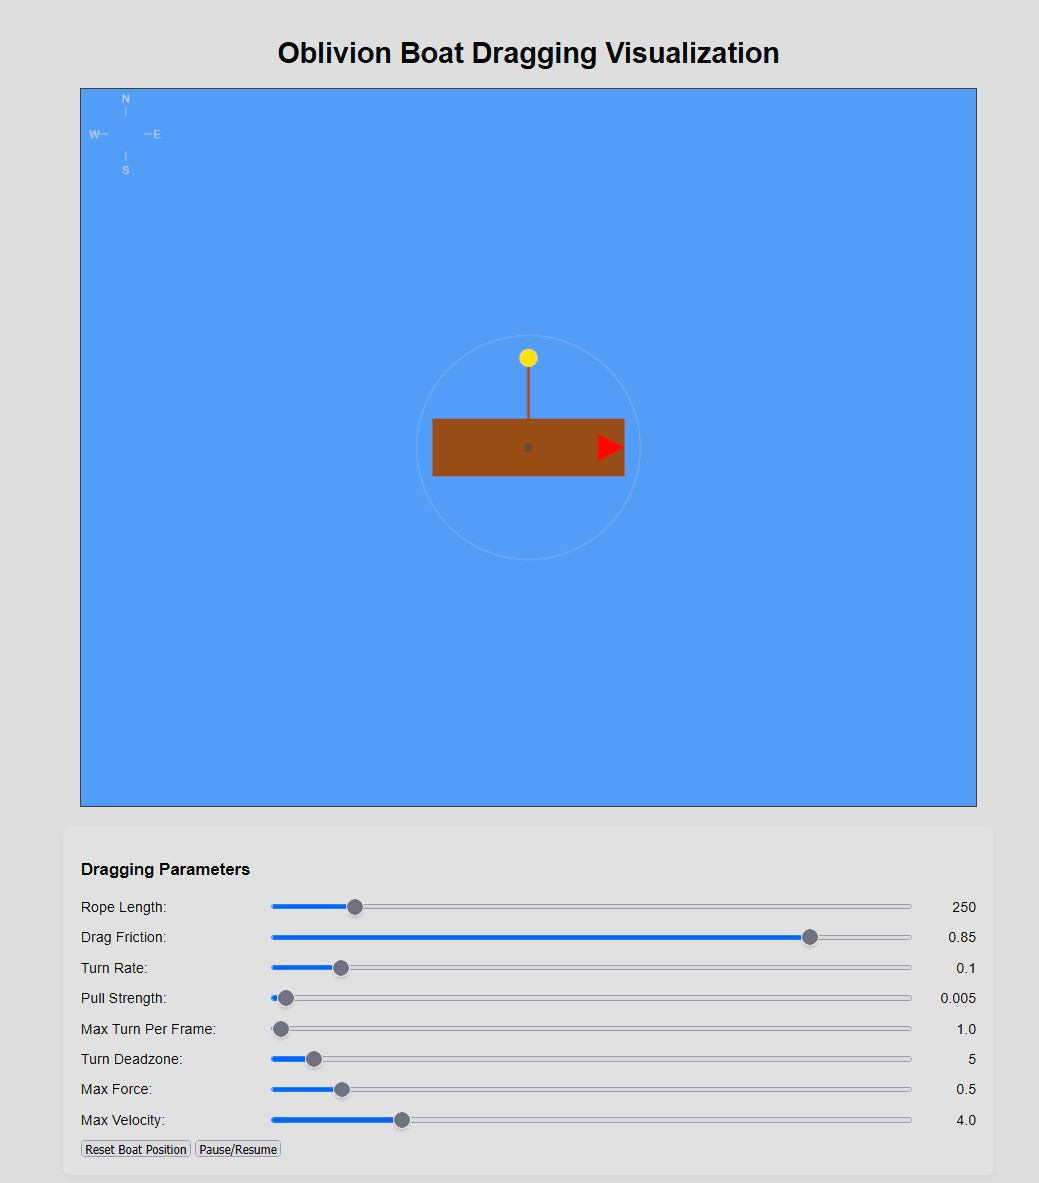 Oblivion Boat Dragging Visualization
N
W E
S
Dragging Parameters
Rope Length: 250
Drag Friction: 0.85
Turn Rate: 0.1
Pull Strength: 0.005
Max Turn Per Frame: 1.0
Turn Deadzone: 5
Max Force: 0.5
Max Velocity: 4.0
Reset Boat Position Pause/Resume